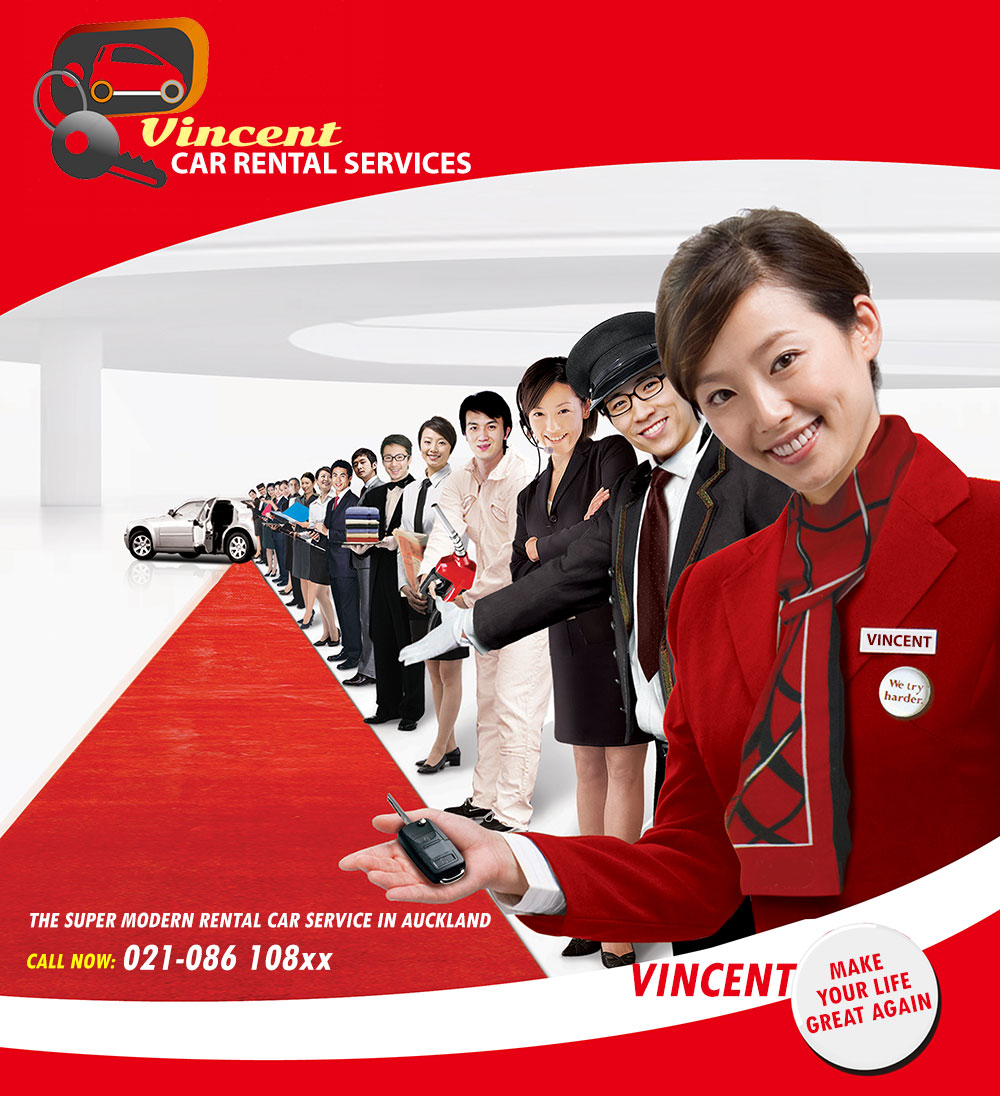 Vincent
CAR RENTAL SERVICES
VINCENT
We try
harder.
THE SUPER MODERN RENTAL CAR SERVICE IN AUCKLAND
CALL NOW: 021-086 108xx
VINCENT
MAKE
YOUR LIFE
GREAT AGAIN